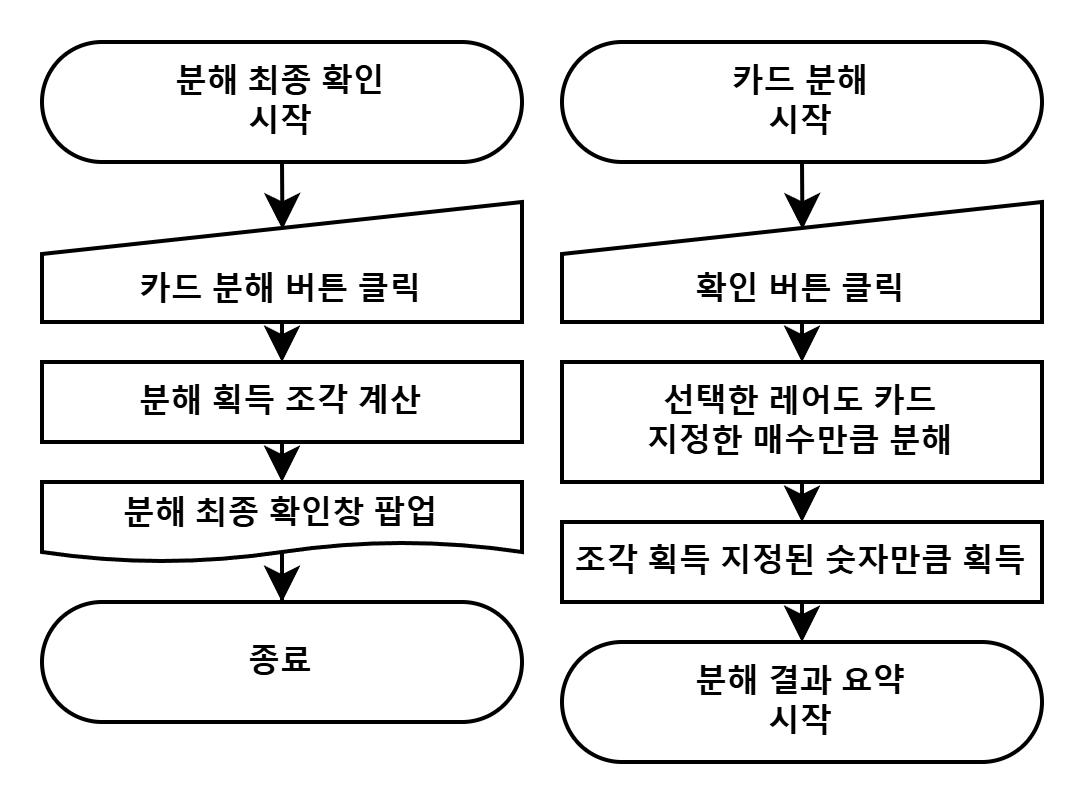 분해 최종 확인
시작
카드 분해 버튼 클릭
분해 획득 조각 계산
분해 최종 확인창 팝업
종료
카드 분해
시작
확인 버튼 클릭
선택한 레어도 카드
지정한 매수만큼 분해
조각 획득 지정된 숫자만큼 획득
분해 결과 요약
시작